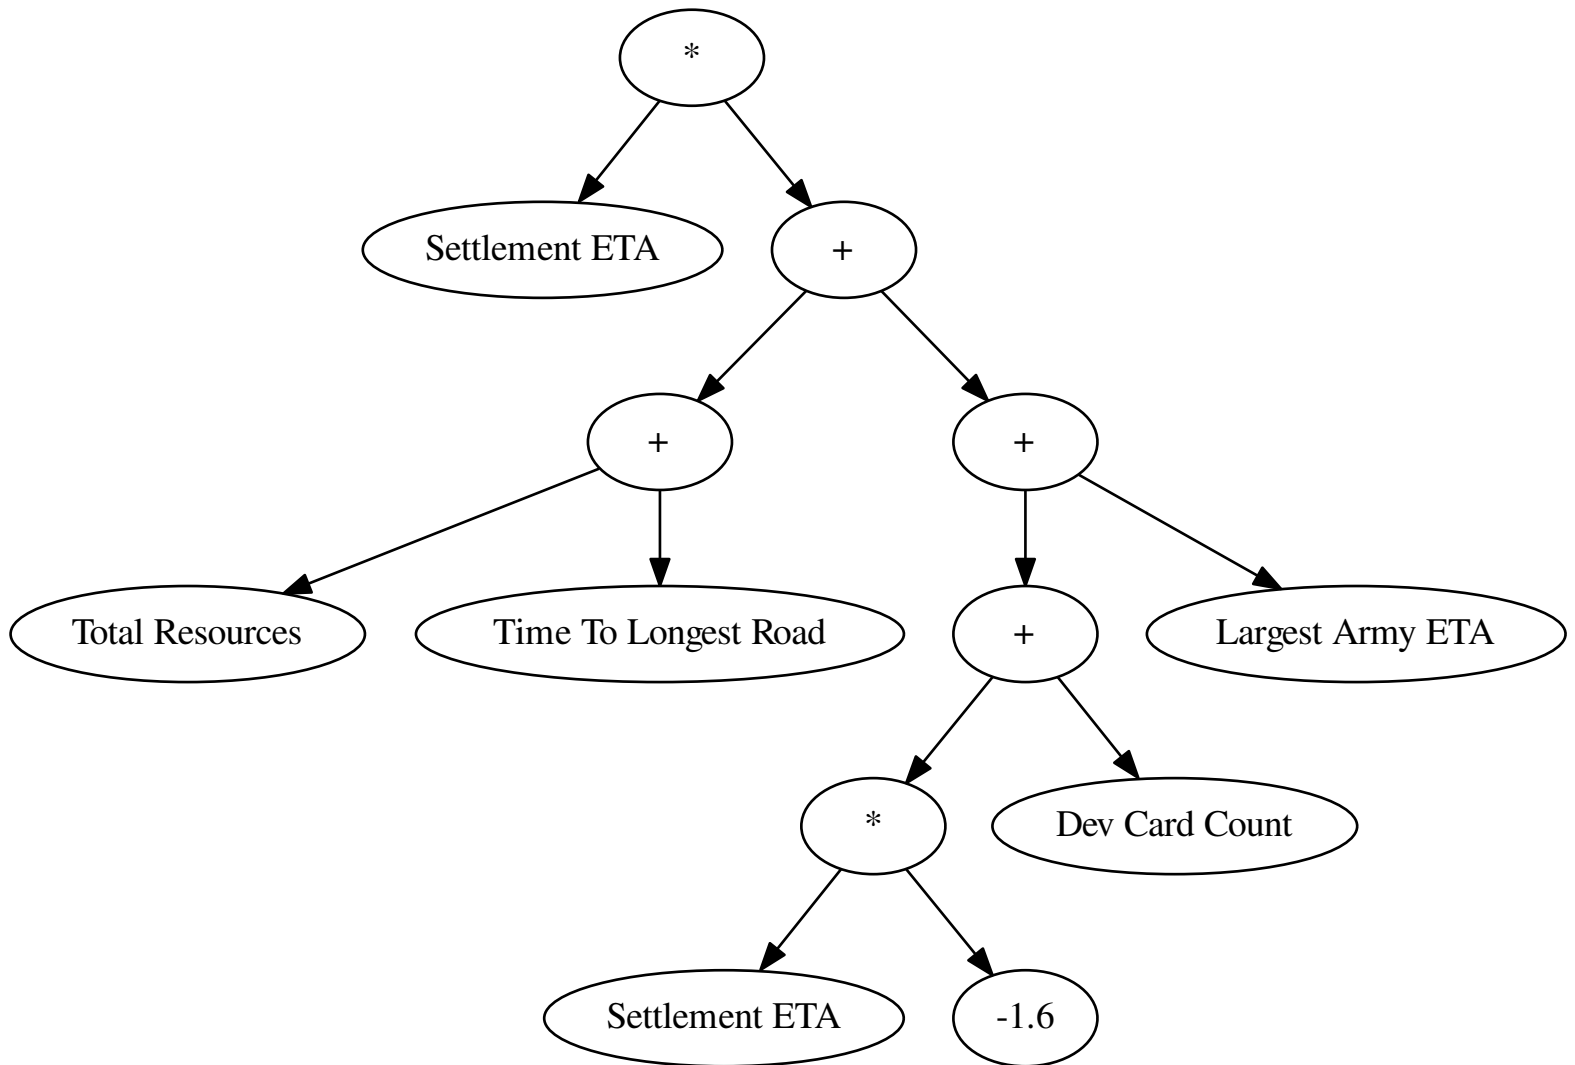 *
Settlement ETA
+
+
+
Total Resources
Time To Longest Road
+
Largest Army ETA
*
Dev Card Count
Settlement ETA
-1.6